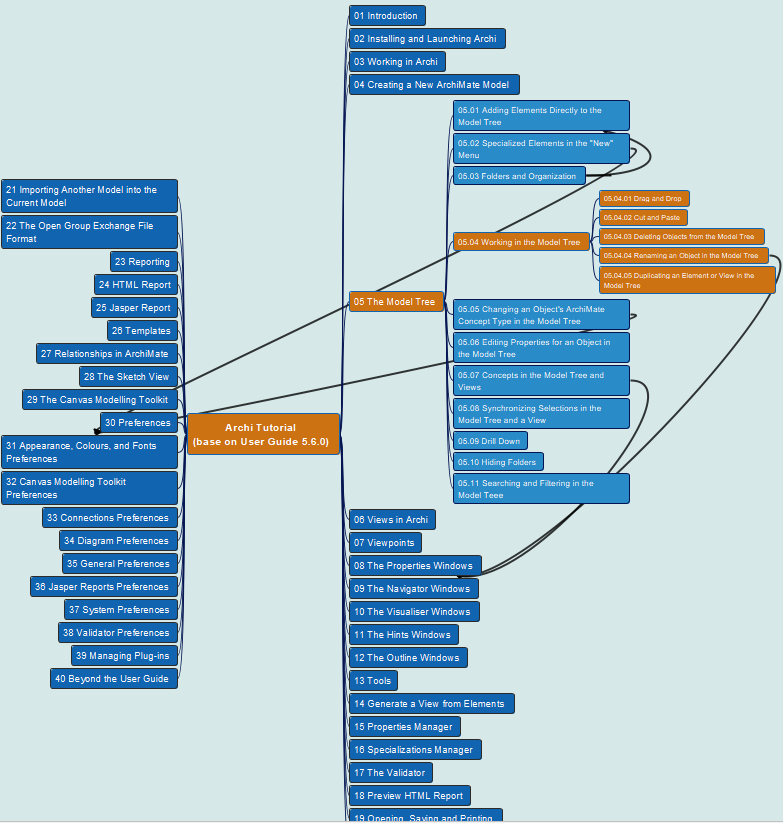 01 Introduction
02 Installing and Launching Archi
03 Working in Archi
04 Creating a New ArchiMate Model
05 The Model Tree
05.01 Adding Elements Directly to the
Model Tree
05.02 Specialized Elements in the "New"
Menu
05.03 Folders and Organization
05.04 Working in the Model Tree
05.04.01 Drag and Drop
05.04.02 Cut and Paste
05.04.03 Deleting Objects from the Model Tree
05.04.04 Renaming an Object in the Model Tree
05.04.05 Duplicating an Element or View in the
Model Tree
05.05 Changing an Object's ArchiMate
Concept Type in the Model Tree
05.06 Editing Properties for an Object in
the Model Tree
05.07 Concepts in the Model Tree and
Views
05.08 Synchronizing Selections in the
Model Tree and a View
05.09 Drill Down
05.10 Hiding Folders
05.11 Searching and Filtering in the
Model Teee
Archi Tutorial
(base on User Guide 5.6.0)
06 Views in Archi
07 Viewpoints
08 The Properties Windows
09 The Navigator Windows
10 The Visualiser Windows
11 The Hints Windows
12 The Outline Windows
13 Tools
14 Generate a View from Elements
15 Properties Manager
16 Specializations Manager
17 The Validator
18 Preview HTML Report
19 Opening, Saving and Printing
21 Importing Another Model into the
Current Model
22 The Open Group Exchange File
Format
23 Reporting
24 HTML Report
25 Jasper Report
26 Templates
27 Relationships in ArchiMate
28 The Sketch View
29 The Canvas Modelling Toolkit
30 Preferences
31 Appearance, Colours, and Fonts
Preferences
32 Canvas Modelling Toolkit
Preferences
33 Connections Preferences
34 Diagram Preferences
35 General Preferences
36 Jasper Reports Preferences
37 System Preferences
38 Validator Preferences
39 Managing Plug-ins
40 Beyond the User Guide